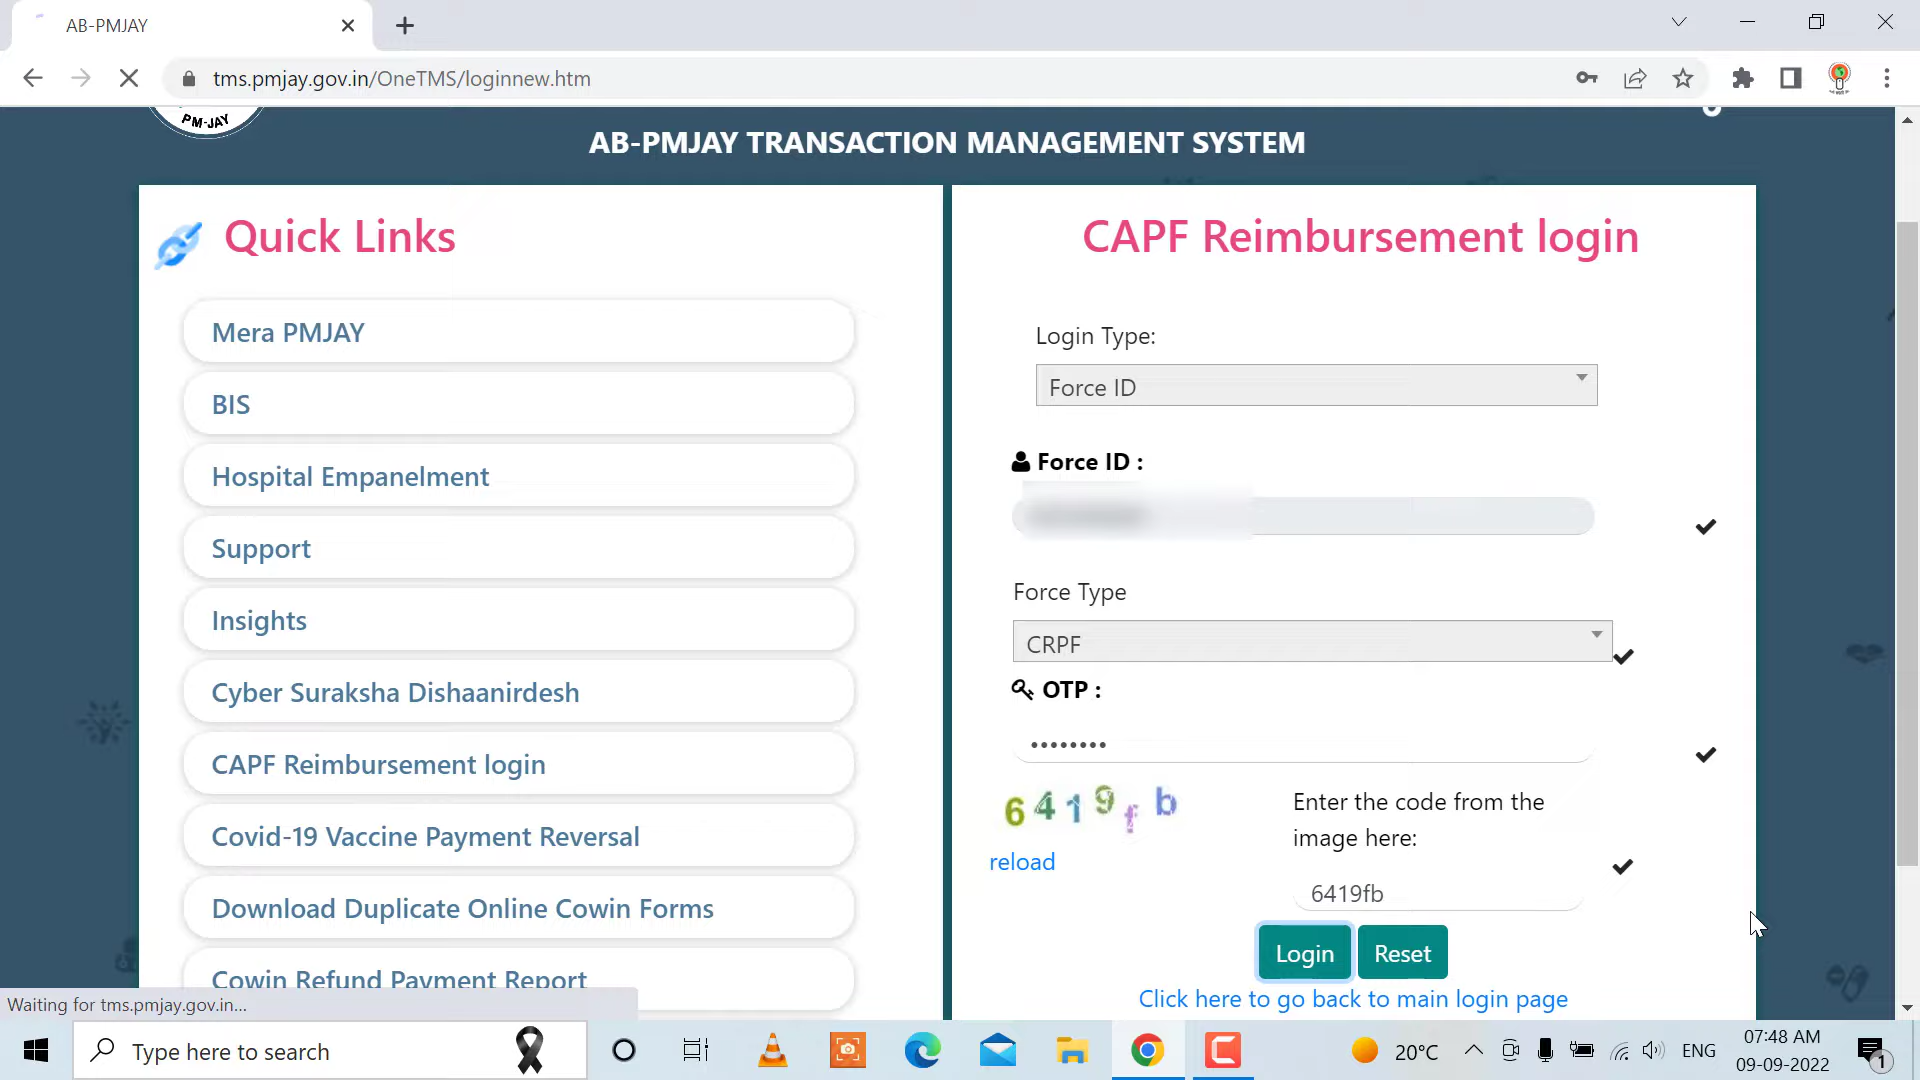 AB-PMJAY
tms.pmjay.gov.in/OneTMS/loginnew.htm
PM-JAY
AB-PMJAY TRANSACTION MANAGEMENT SYSTEM
Quick Links
Mera PMJAY
BIS
Hospital Empanelment
Support
Insights
Cyber Suraksha Dishaanirdesh
CAPF Reimbursement login
Covid-19 Vaccine Payment Reversal
Download Duplicate Online Cowin Forms
Cowin Refund Payment Report
CAPF Reimbursement login
Login Type:
Force ID
Force ID :
Force Type
CRPF
OTP :
••••••••
6419fb
reload
Enter the code from the
image here:
6419fb
Login Reset
Click here to go back to main login page
Waiting for tms.pmjay.gov.in...
Type here to search
20°C
ENG
07:48 AM
09-09-2022
1